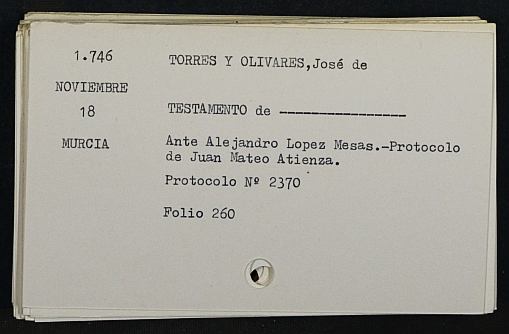 1.746 TORRES Y OLIVARES,José de
NOVIEMBRE
18 TESTAMENTO de ----------------
MURCIA Ante Alejandro Lopez Mesas.-Protocolo
de Juan Mateo Atienza.
Protocolo Nº 2370
Folio 260